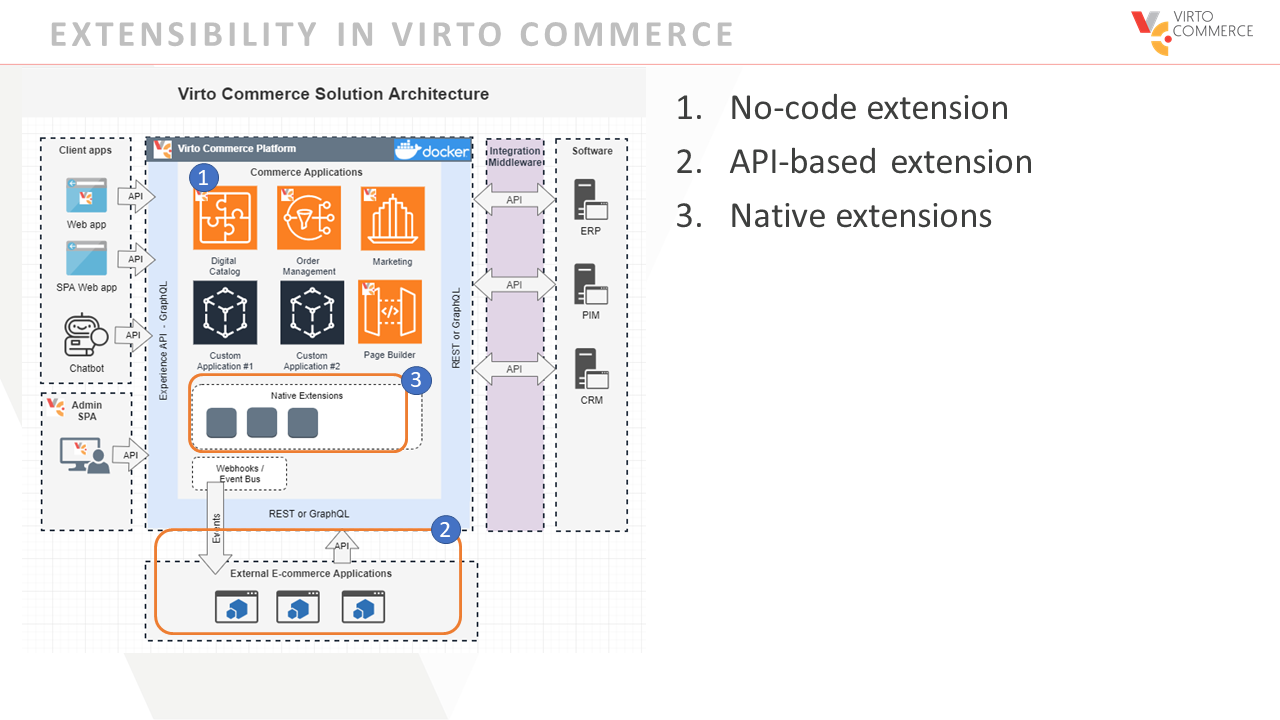 EXTENSIBILITY IN VIRTO COMMERCE
VIRTO
COMMERCE
Virto Commerce Solution Architecture
Client apps
Web app
SPA Web app
Chatbot
API
API
API
Admin
SPA
API
Virto Commerce Platform
docker
Experience API - GraphQL
1
Commerce Applications
Digital
Catalog
Order
Management
Marketing
Custom
Application #1
Custom
Application #2
Page Builder
3
Native Extensions
Webhooks /
Event Bus
REST or GraphQL
REST or GraphQL
Events
API
2
External E-commerce Applications
Integration
Middleware
API
API
API
Software
ERP
PIM
CRM
1. No-code extension
2. API-based extension
3. Native extensions